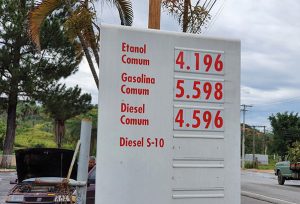 Etanol
Comum
4.196
Gasolina
Comum
5.598
Diesel
Comum
4.596
Diesel S-10